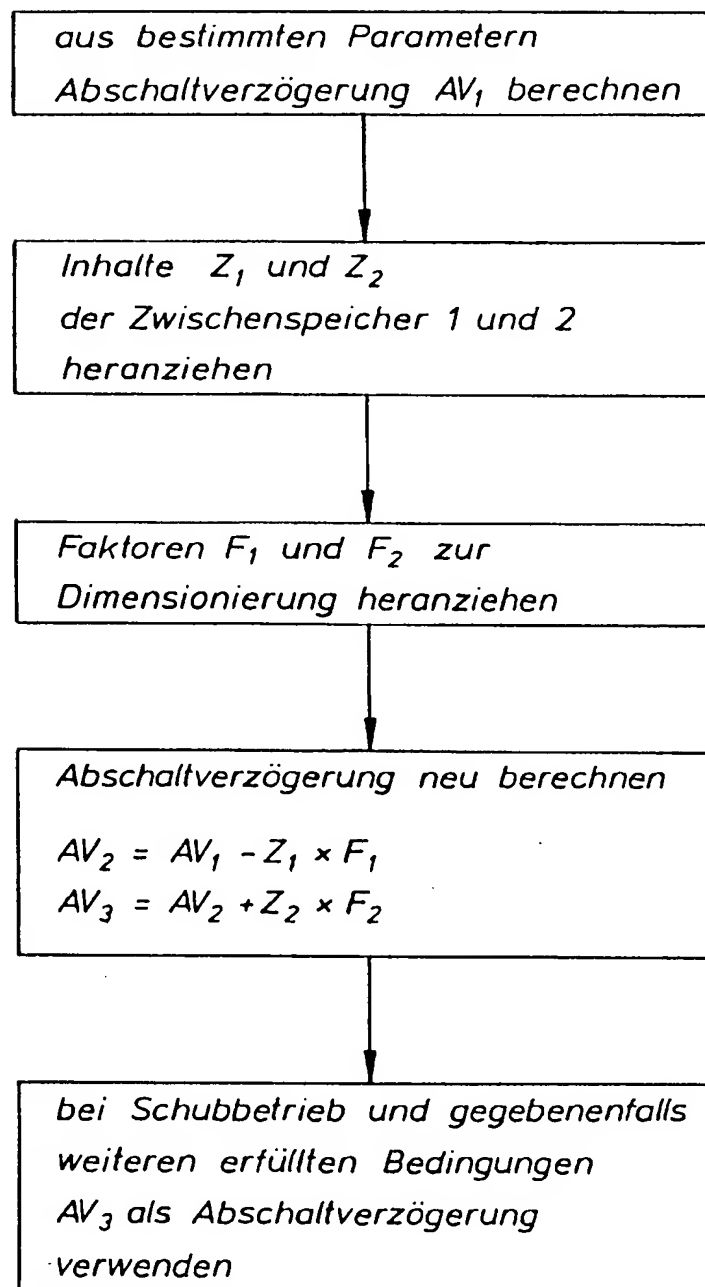 aus bestimmten Parametern
Abschaltverzögerung AV₁ berechnen
Inhalte Z₁ und Z₂
der Zwischenspeicher 1 und 2
heranziehen
Faktoren F₁ und F₂ zur
Dimensionierung heranziehen
Abschaltverzögerung neu berechnen
AV₂ = AV₁ - Z₁ × F₁
AV₃ = AV₂ + Z₂ × F₂
bei Schubbetrieb und gegebenenfalls
weiteren erfüllten Bedingungen
AV₃ als Abschaltverzögerung
verwenden